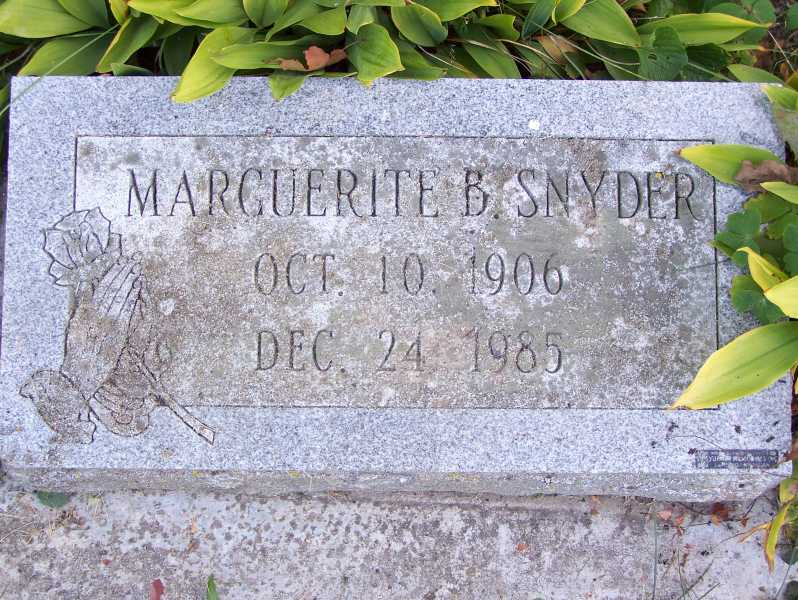 MARGUERITE B. SNYDER
OCT. 10. 1906
DEC. 24 1985